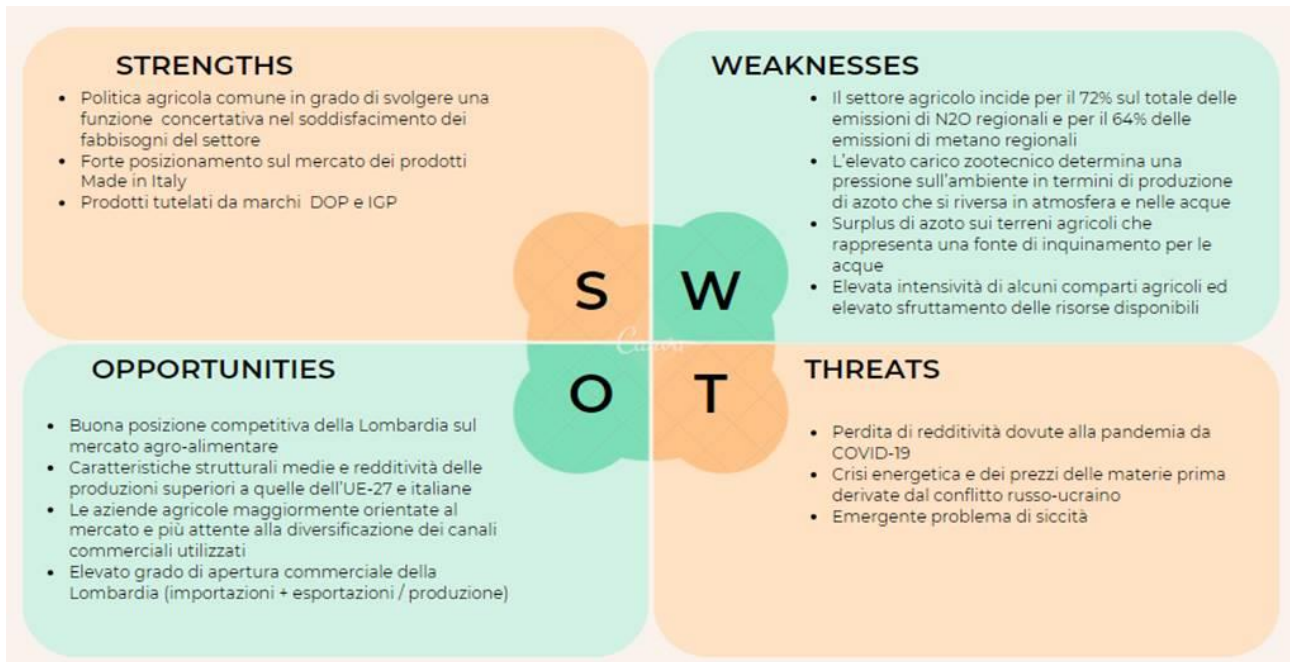 STRENGTHS
• Politica agricola comune in grado di svolgere una
funzione concertativa nel soddisfacimento dei
fabbisogni del settore
• Forte posizionamento sul mercato dei prodotti
Made in Italy
• Prodotti tutelati da marchi DOP e IGP
WEAKNESSES
• Il settore agricolo incide per il 72% sul totale delle
emissioni di N2O regionali e per il 64% delle
emissioni di metano regionali
• L'elevato carico zootecnico determina una
pressione sull'ambiente in termini di produzione
di azoto che si riversa in atmosfera e nelle acque
• Surplus di azoto sui terreni agricoli che
rappresenta una fonte di inquinamento per le
acque
• Elevata intensività di alcuni comparti agricoli ed
elevato sfruttamento delle risorse disponibili
S
W
Canva
O
T
OPPORTUNITIES
• Buona posizione competitiva della Lombardia sul
mercato agro-alimentare
• Caratteristiche strutturali medie e redditività delle
produzioni superiori a quelle dell'UE-27 e italiane
• Le aziende agricole maggiormente orientate al
mercato e più attente alla diversificazione dei canali
commerciali utilizzati
• Elevato grado di apertura commerciale della
Lombardia (importazioni + esportazioni / produzione)
THREATS
• Perdita di redditività dovute alla pandemia da
COVID-19
• Crisi energetica e dei prezzi delle materie prima
derivate dal conflitto russo-ucraino
• Emergente problema di siccità